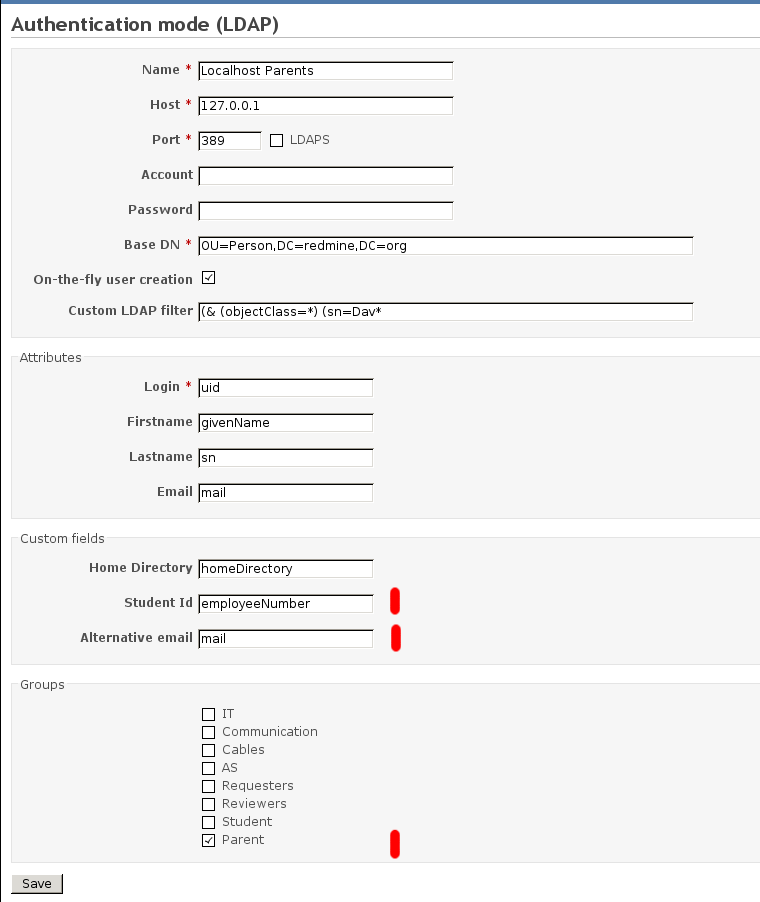 Authentication mode (LDAP)
Name * Localhost Parents
Host * 127.0.0.1
Port * 389 LDAPS
Account
Password
Base DN * OU=Person,DC=redmine,DC=org
On-the-fly user creation
Custom LDAP filter (& (objectClass=*) (sn=Dav*
Attributes
Login * uid
Firstname givenName
Lastname sn
Email mail
Custom fields
Home Directory homeDirectory
Student Id employeeNumber
Alternative email mail
Groups
IT
Communication
Cables
AS
Requesters
Reviewers
Student
Parent
Save